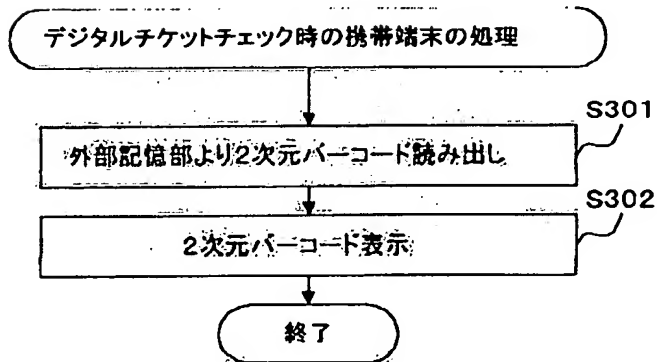 デジタルチケットチェック時の携帯端末の処理
S301
外部記憶部より2次元バーコード読み出し
S302
2次元バーコード表示
終了